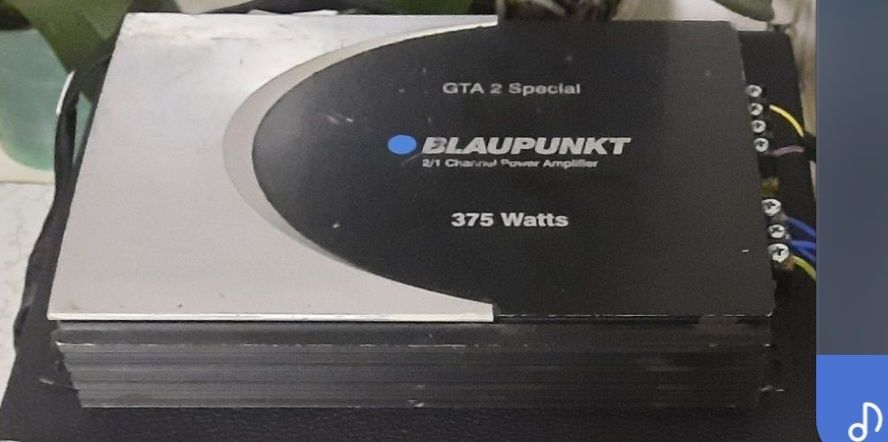 GTA 2 Special
BLAUPUNKT
2/1 Channel Power Amplifier
375 Watts